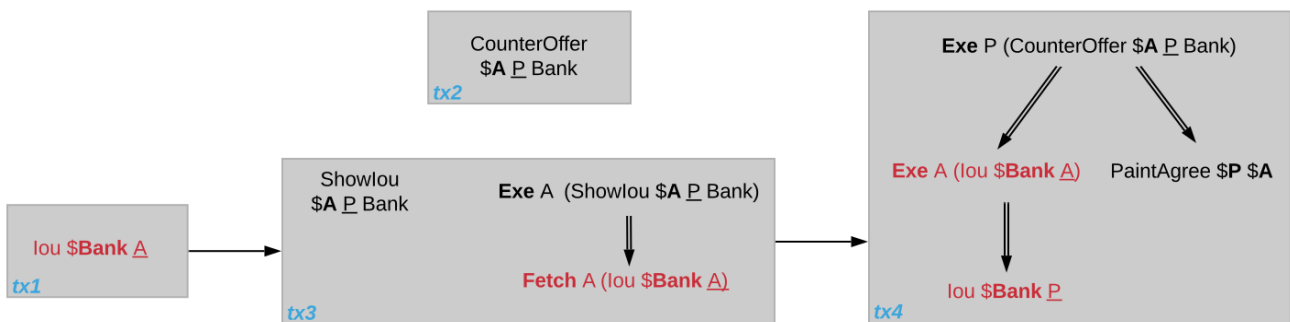 Iou $Bank A
tx1
CounterOffer
$A P Bank
tx2
ShowIou
$A P Bank
Exe A (ShowIou $A P Bank)
Fetch A (Iou $Bank A)
tx3
Exe P (CounterOffer $A P Bank)
Exe A (Iou $Bank A)
PaintAgree $P $A
Iou $Bank P
tx4